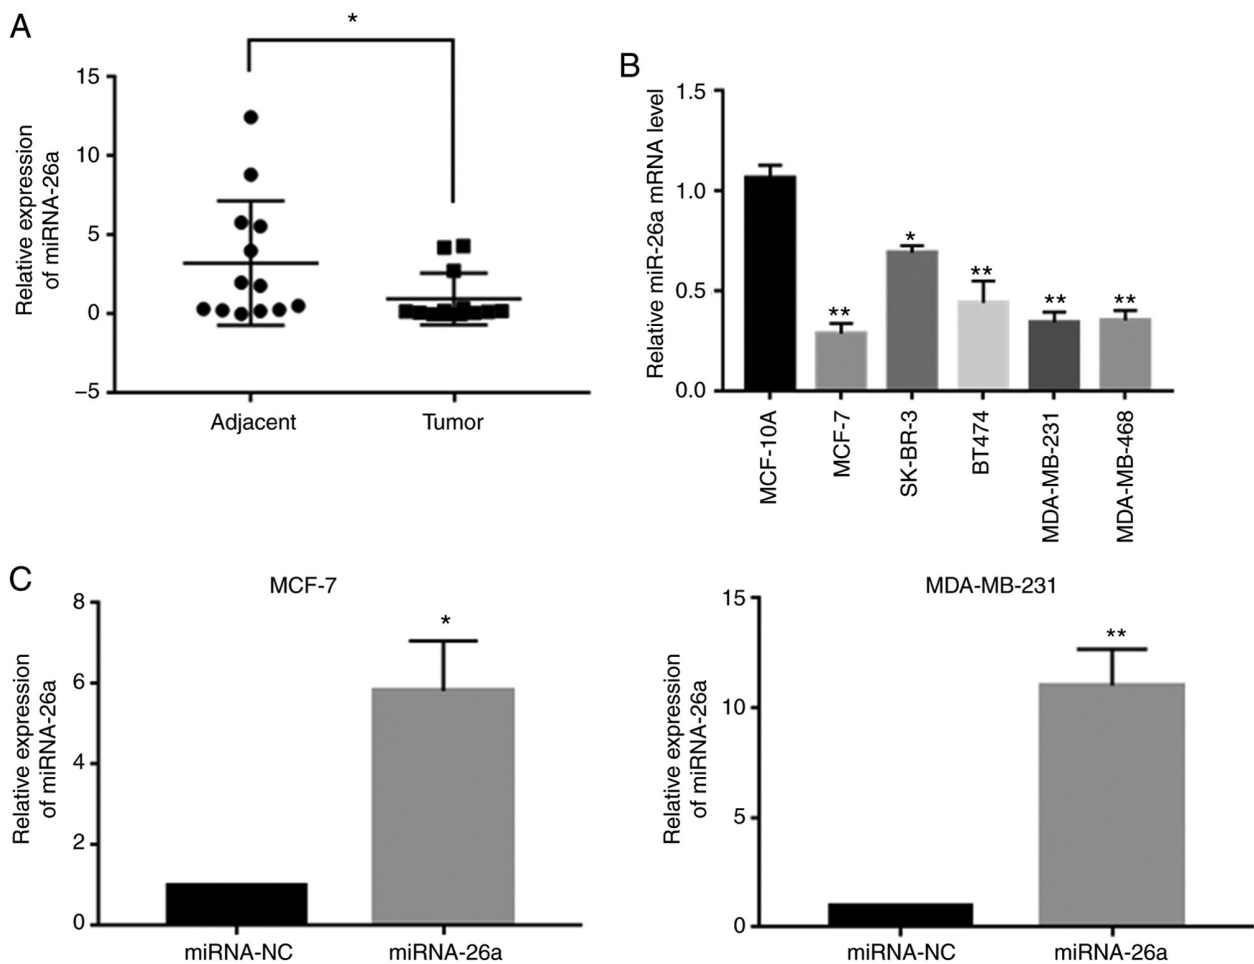 A
*
Relative expression
of miRNA-26a
15
10
5
0
–5
Adjacent
Tumor
B
Relative miR-26a mRNA level
1.5
1.0
0.5
0.0
**
*
**
**
**
MCF-10A
MCF-7
SK-BR-3
BT474
MDA-MB-231
MDA-MB-468
C
MCF-7
Relative expression
of miRNA-26a
8
6
4
2
0
*
miRNA-NC
miRNA-26a
MDA-MB-231
Relative expression
of miRNA-26a
15
10
5
0
**
miRNA-NC
miRNA-26a